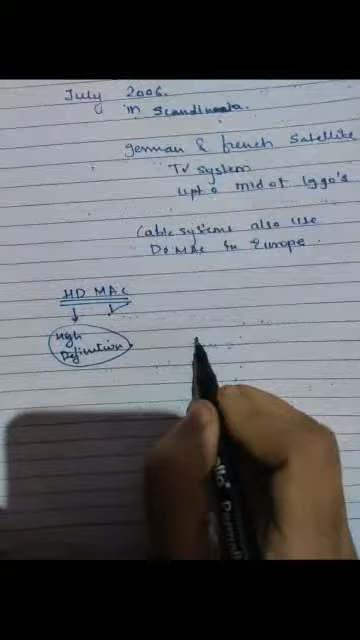 July 2006.
in Scandinavia.
german & french Satellite
TV system
upto mid of 1990's
Cable systems also use
D2 MAC in Europe.
HD MAC
High
Definition